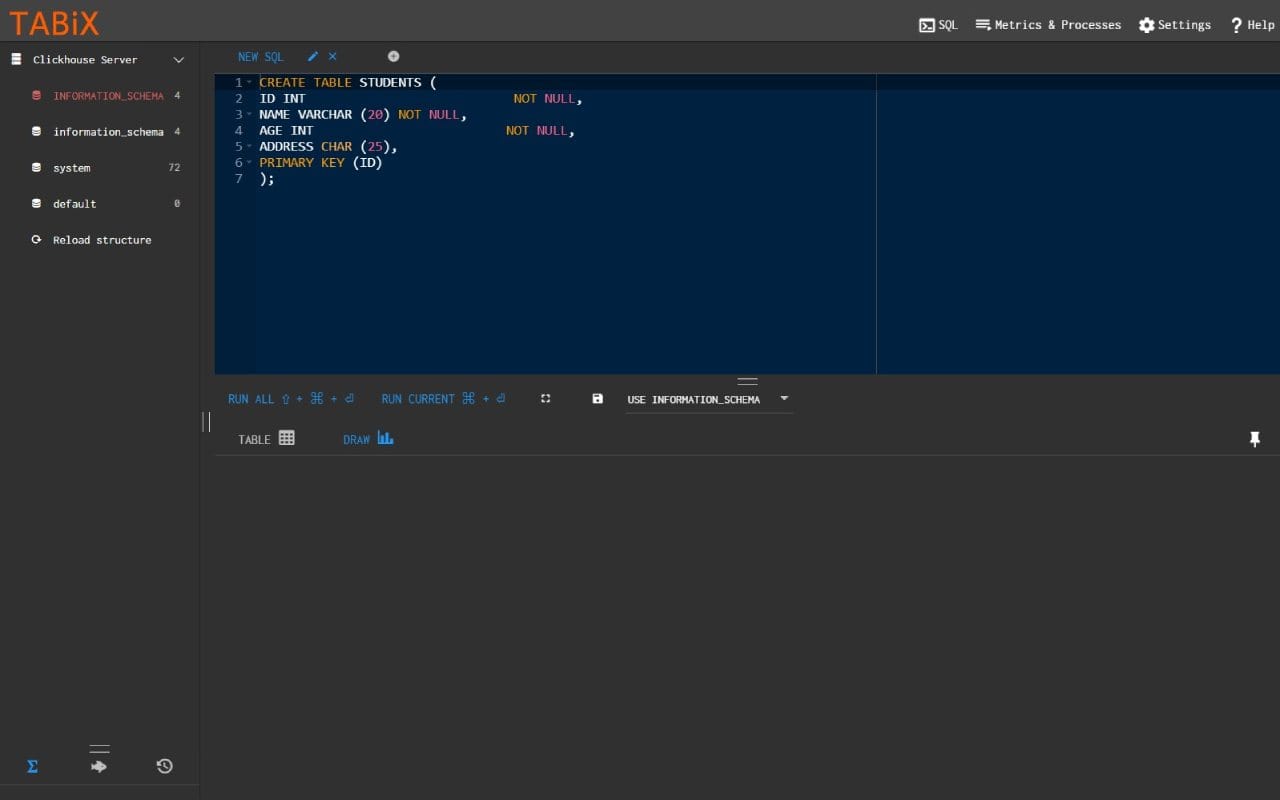 TABiX
SQL
Metrics & Processes
Settings
? Help
Clickhouse Server
INFORMATION_SCHEMA 4
information_schema 4
system 72
default 0
Reload structure
NEW SQL
1 CREATE TABLE STUDENTS (
2 ID INT NOT NULL,
3 NAME VARCHAR (20) NOT NULL,
4 AGE INT NOT NULL,
5 ADDRESS CHAR (25),
6 PRIMARY KEY (ID)
7 );
RUN ALL ⇧ + ⌘ + ⏎
RUN CURRENT ⌘ + ⏎
USE INFORMATION_SCHEMA
TABLE
DRAW
Σ